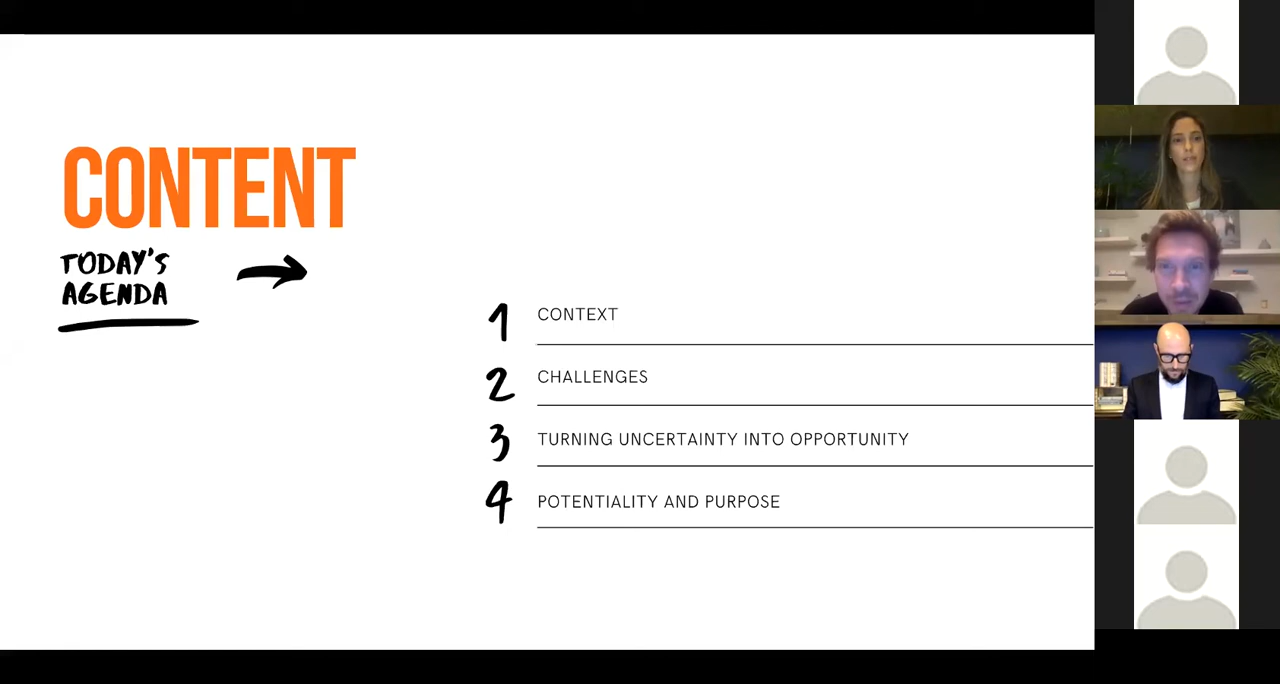 CONTENT
TODAY'S
AGENDA
1 CONTEXT
2 CHALLENGES
3 TURNING UNCERTAINTY INTO OPPORTUNITY
4 POTENTIALITY AND PURPOSE